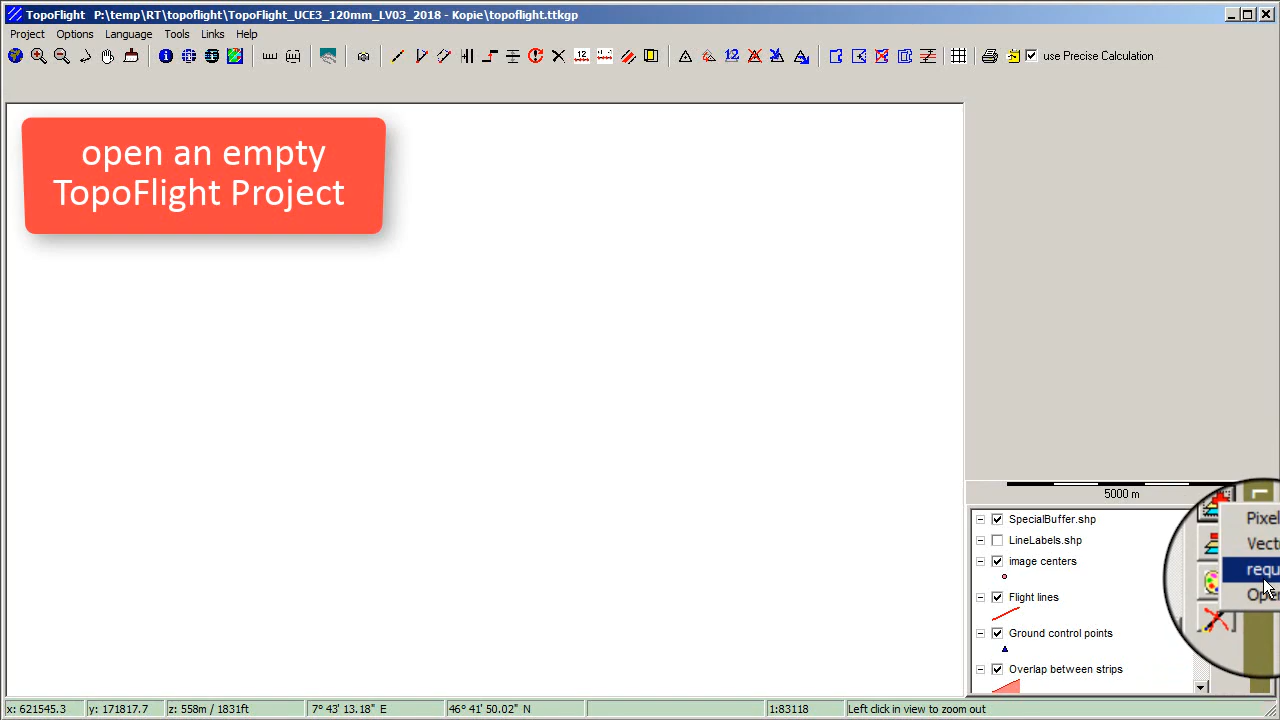 TopoFlight P:\temp\RT\topoflight\TopoFlight_UCE3_120mm_LV03_2018 - Kopie\topoflight.ttkgp
Project Options Language Tools Links Help
12 12 use Precise Calculation
open an empty
TopoFlight Project
5000 m
SpecialBuffer.shp
LineLabels.shp
image centers
Flight lines
Ground control points
Overlap between strips
Pixel
Vect
requ
Ope
x: 621545.3 y: 171817.7 z: 558m / 1831ft 7° 43' 13.18" E 46° 41' 50.02" N 1:83118 Left click in view to zoom out